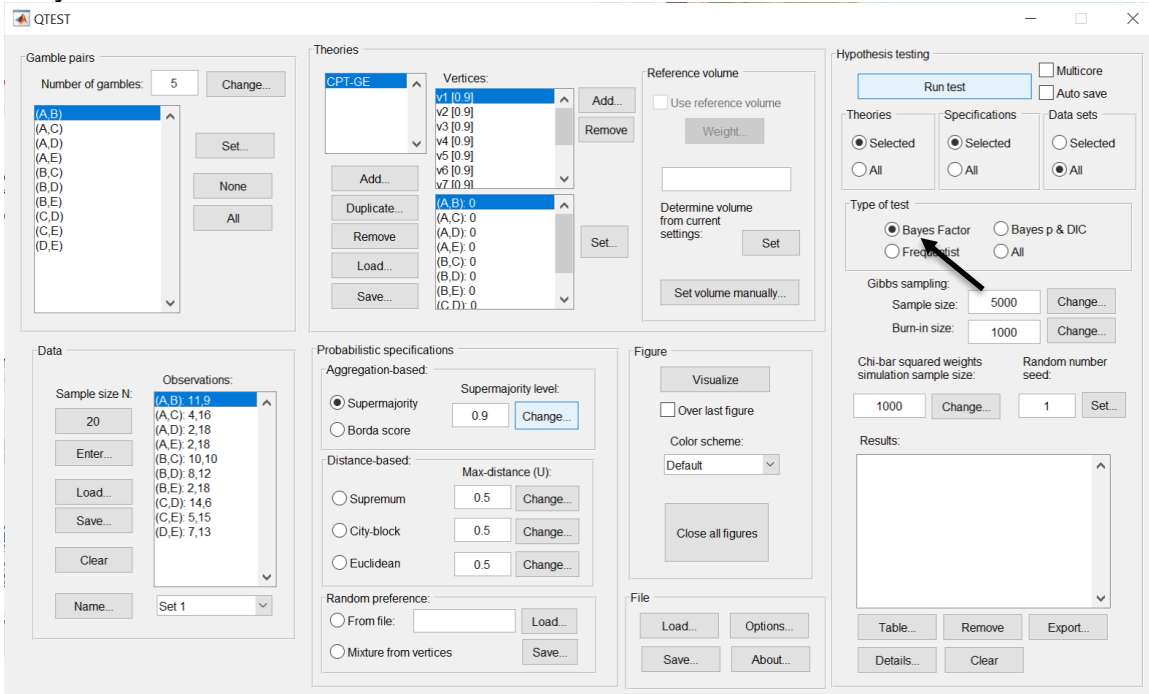 QTEST
Gamble pairs
Number of gambles: 5 Change...
(A,B)
(A,C)
(A,D)
(A,E)
(B,C)
(B,D)
(B,E)
(C,D)
(C,E)
(D,E)
Set...
None
All
Theories
CPT-GE
Add...
Duplicate...
Remove
Load...
Save...
Vertices:
v1 [0.9]
v2 [0.9]
v3 [0.9]
v4 [0.9]
v5 [0.9]
v6 [0.9]
v7 [0.9]
Add...
Remove
(A,B): 0
(A,C): 0
(A,D): 0
(A,E): 0
(B,C): 0
(B,D): 0
(B,E): 0
(C,D): 0
Set...
Reference volume
Use reference volume
Weight...
Determine volume
from current
settings:
Set
Set volume manually...
Hypothesis testing
Run test
Multicore
Auto save
Theories
Selected
All
Specifications
Selected
All
Data sets
Selected
All
Type of test
Bayes Factor
Bayes p & DIC
Frequentist
All
Gibbs sampling:
Sample size: 5000 Change...
Burn-in size: 1000 Change...
Chi-bar squared weights
simulation sample size:
1000 Change...
Random number
seed:
1 Set...
Results:
Table... Remove Export...
Details... Clear
Data
Sample size N:
20
Enter...
Load...
Save...
Clear
Name... Set 1
Observations:
(A,B): 11,9
(A,C): 4,16
(A,D): 2,18
(A,E): 2,18
(B,C): 10,10
(B,D): 8,12
(B,E): 2,18
(C,D): 14,6
(C,E): 5,15
(D,E): 7,13
Probabilistic specifications
Aggregation-based:
Supermajority level:
Supermajority 0.9 Change...
Borda score
Distance-based:
Max-distance (U):
Supremum 0.5 Change...
City-block 0.5 Change...
Euclidean 0.5 Change...
Random preference:
From file: Load...
Mixture from vertices Save...
Figure
Visualize
Over last figure
Color scheme:
Default
Close all figures
File
Load... Options...
Save... About...